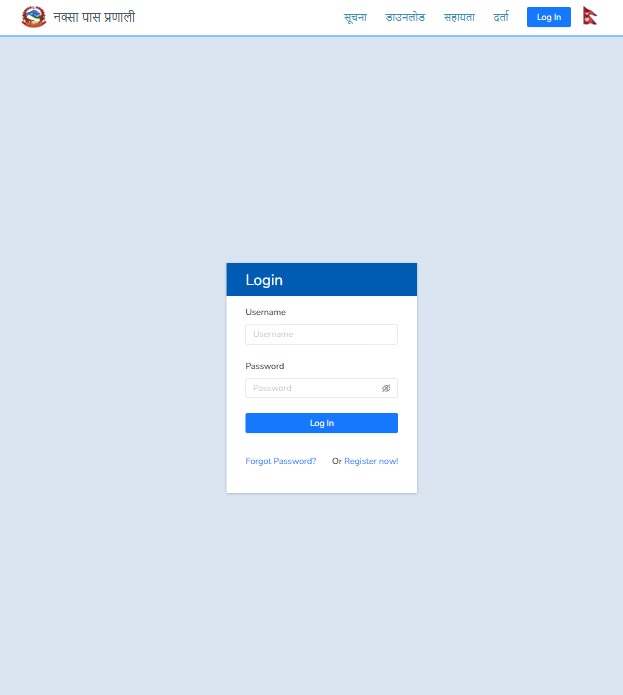 नक्सा पास प्रणाली सूचना डाउनलोड सहायता दर्ता Log In
Login
Username
Username
Password
Password
Log In
Forgot Password? Or Register now!